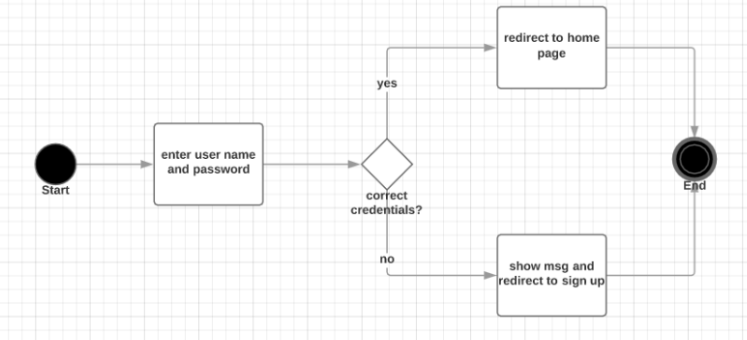 Start
enter user name
and password
correct
credentials?
yes
redirect to home
page
no
show msg and
redirect to sign up
End